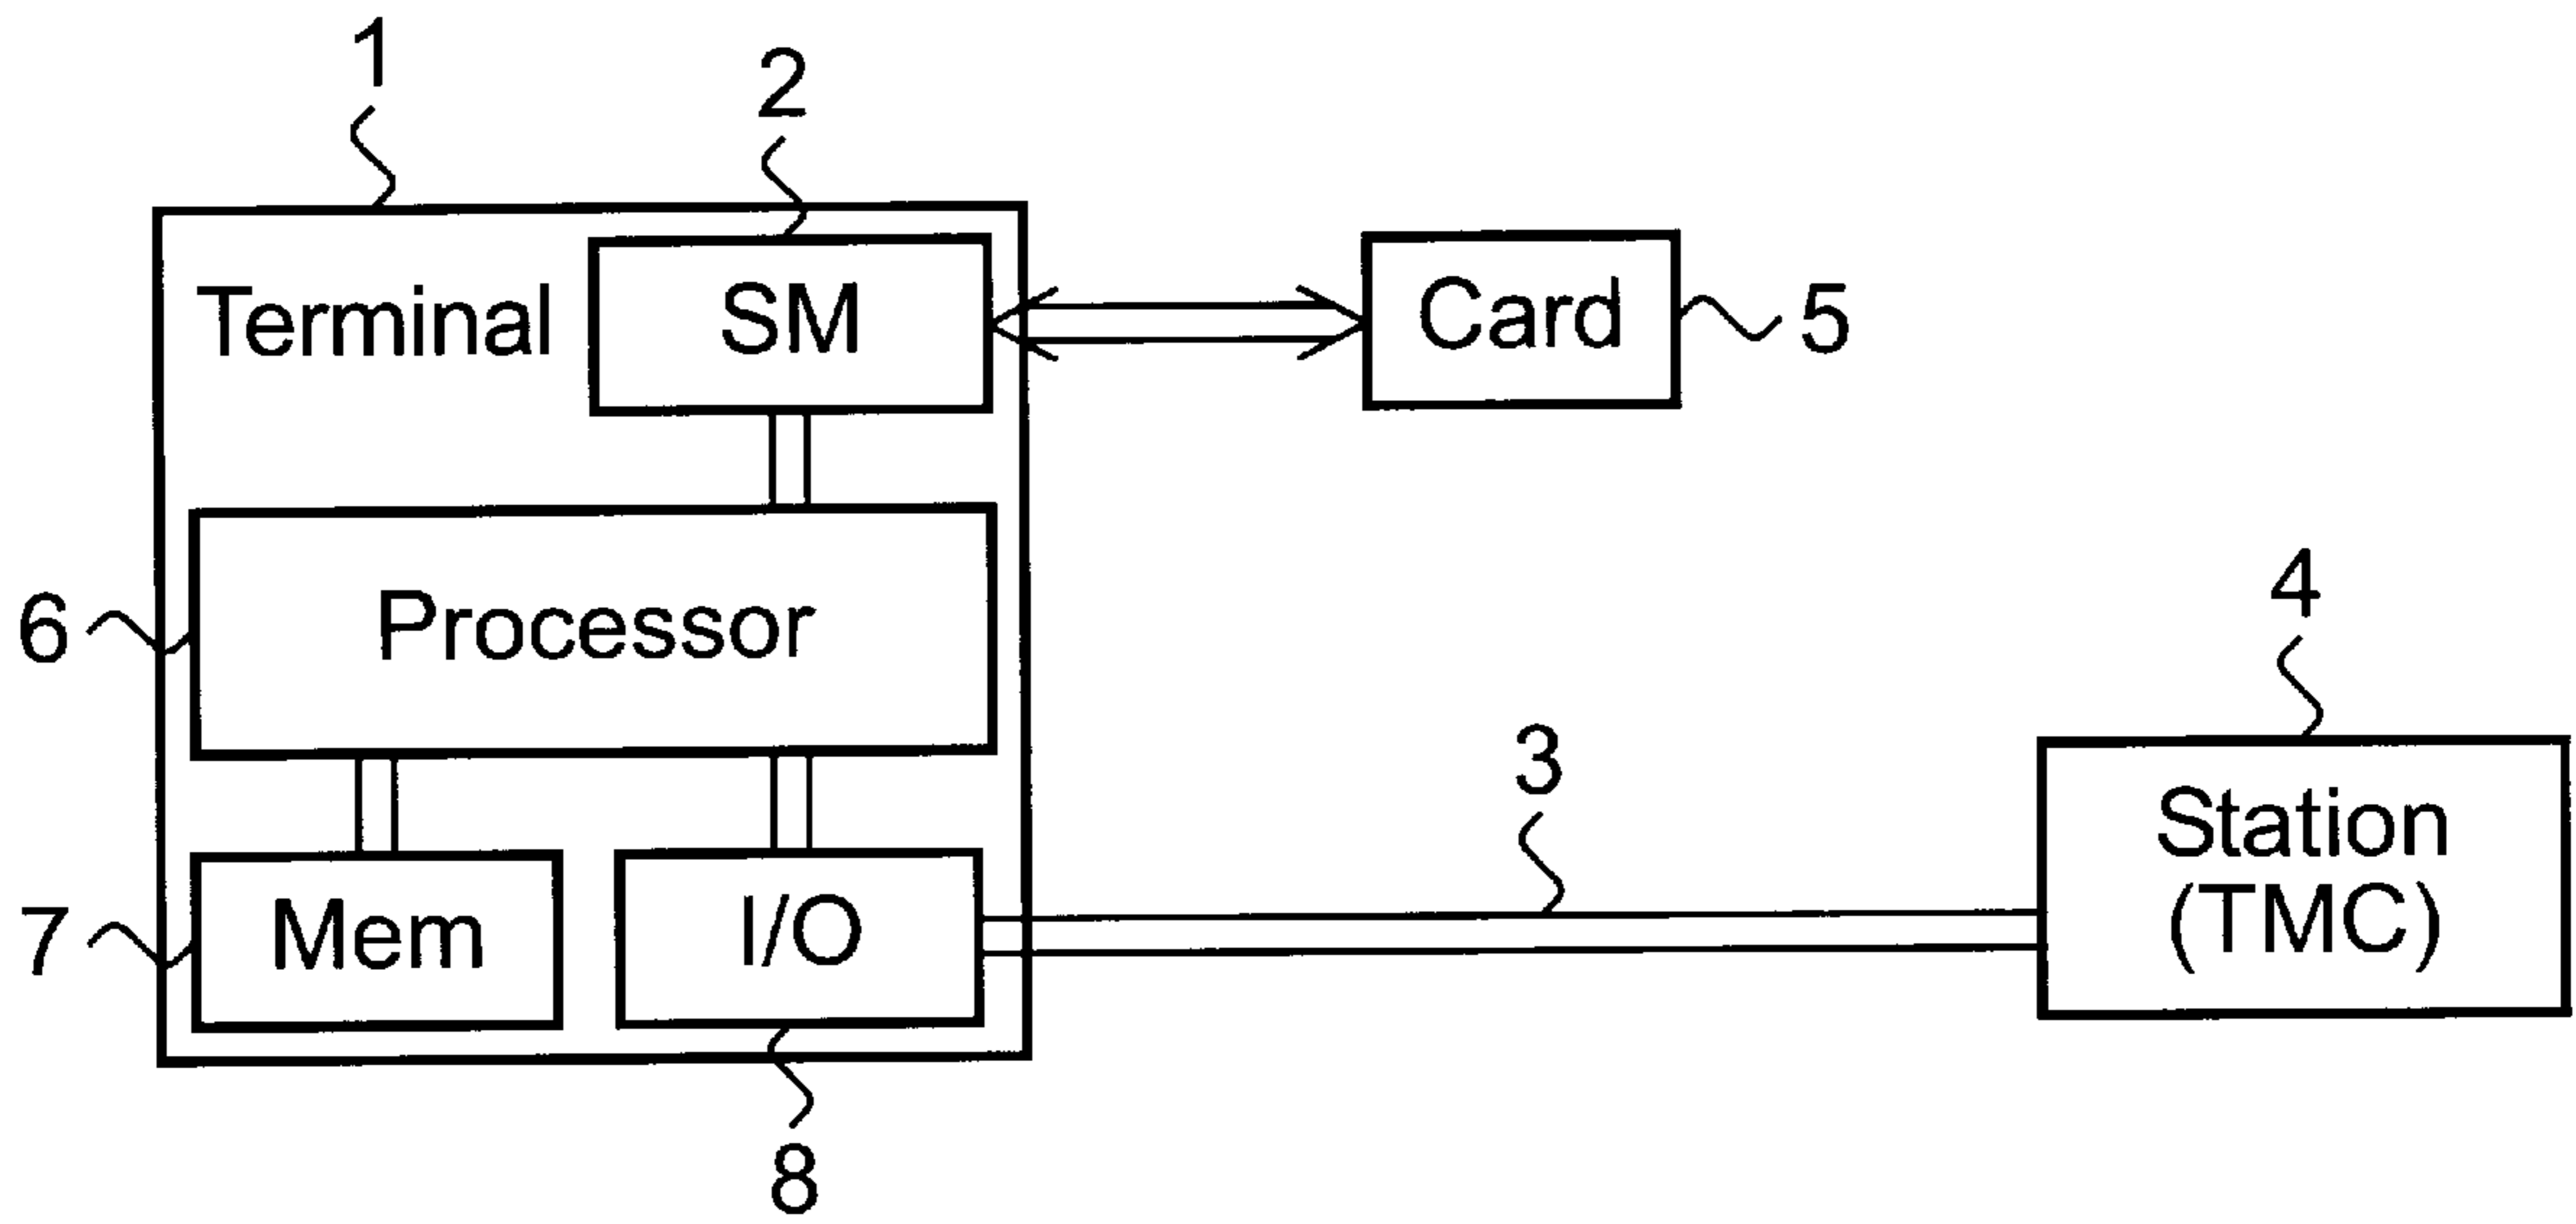 1
2
Terminal
SM
Card
5
6
Processor
4
3
Station
(TMC)
7
Mem
I/O
8